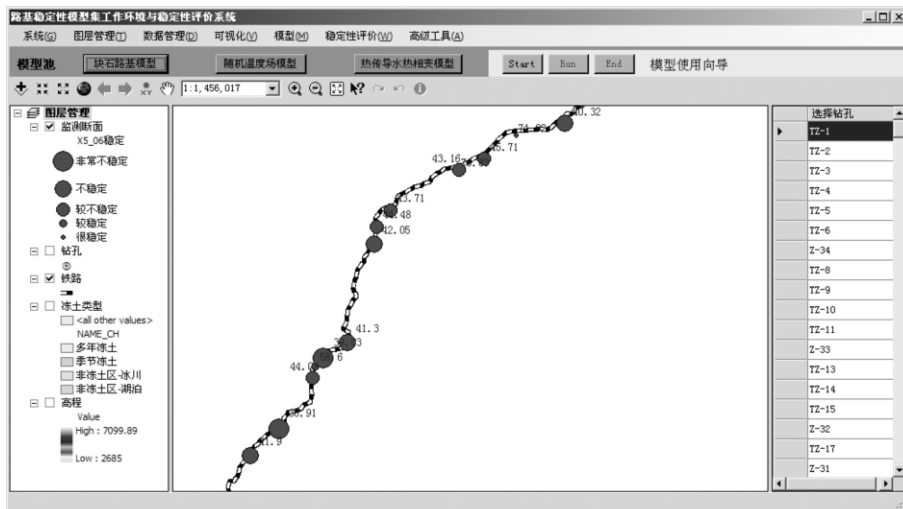 路基稳定性模型集工作环境与稳定性评价系统
系统(G) 图层管理(T) 数据管理(D) 可视化(V) 模型(M) 稳定性评价(W) 高级工具(A)
模型池 块石路基模型 随机温度场模型 热传导水热相变模型 Start Run End 模型使用向导
1:1,456,017
图层管理
监测断面
X5_06稳定
非常不稳定
不稳定
较不稳定
较稳定
很稳定
钻孔
铁路
冻土类型
<all other values>
NAME_CH
多年冻土
季节冻土
非冻土区-冰川
非冻土区-湖泊
高程
Value
High : 7099.89
Low : 2685
43.16
42.05
41.3
选择钻孔
TZ-1
TZ-2
TZ-3
TZ-4
TZ-5
TZ-6
Z-34
TZ-8
TZ-9
TZ-10
TZ-11
Z-33
TZ-13
TZ-14
TZ-15
Z-32
TZ-17
Z-31